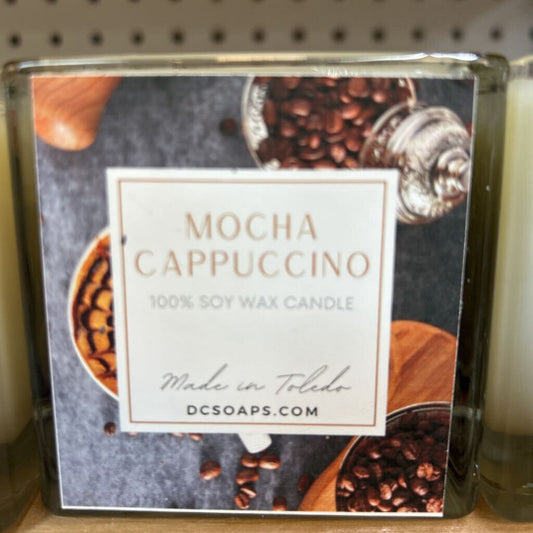 MOCHA
CAPPUCCINO
100% SOY WAX CANDLE
Made in Toledo
DCSOAPS.COM